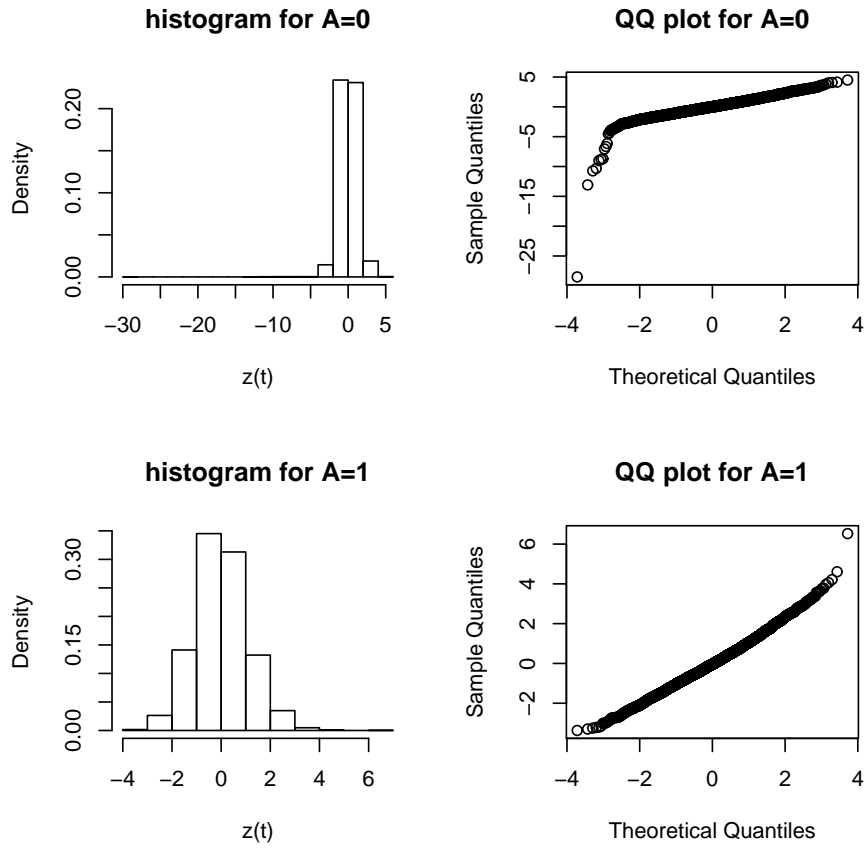 histogram for A=0
Density
0.00 0.10 0.20
−30 −20 −10 0 5
z(t)
QQ plot for A=0
Sample Quantiles
−25 −15 −5 5
−4 −2 0 2 4
Theoretical Quantiles
histogram for A=1
Density
0.00 0.15 0.30
−4 −2 0 2 4 6
z(t)
QQ plot for A=1
Sample Quantiles
−2 0 2 4 6
−4 −2 0 2 4
Theoretical Quantiles